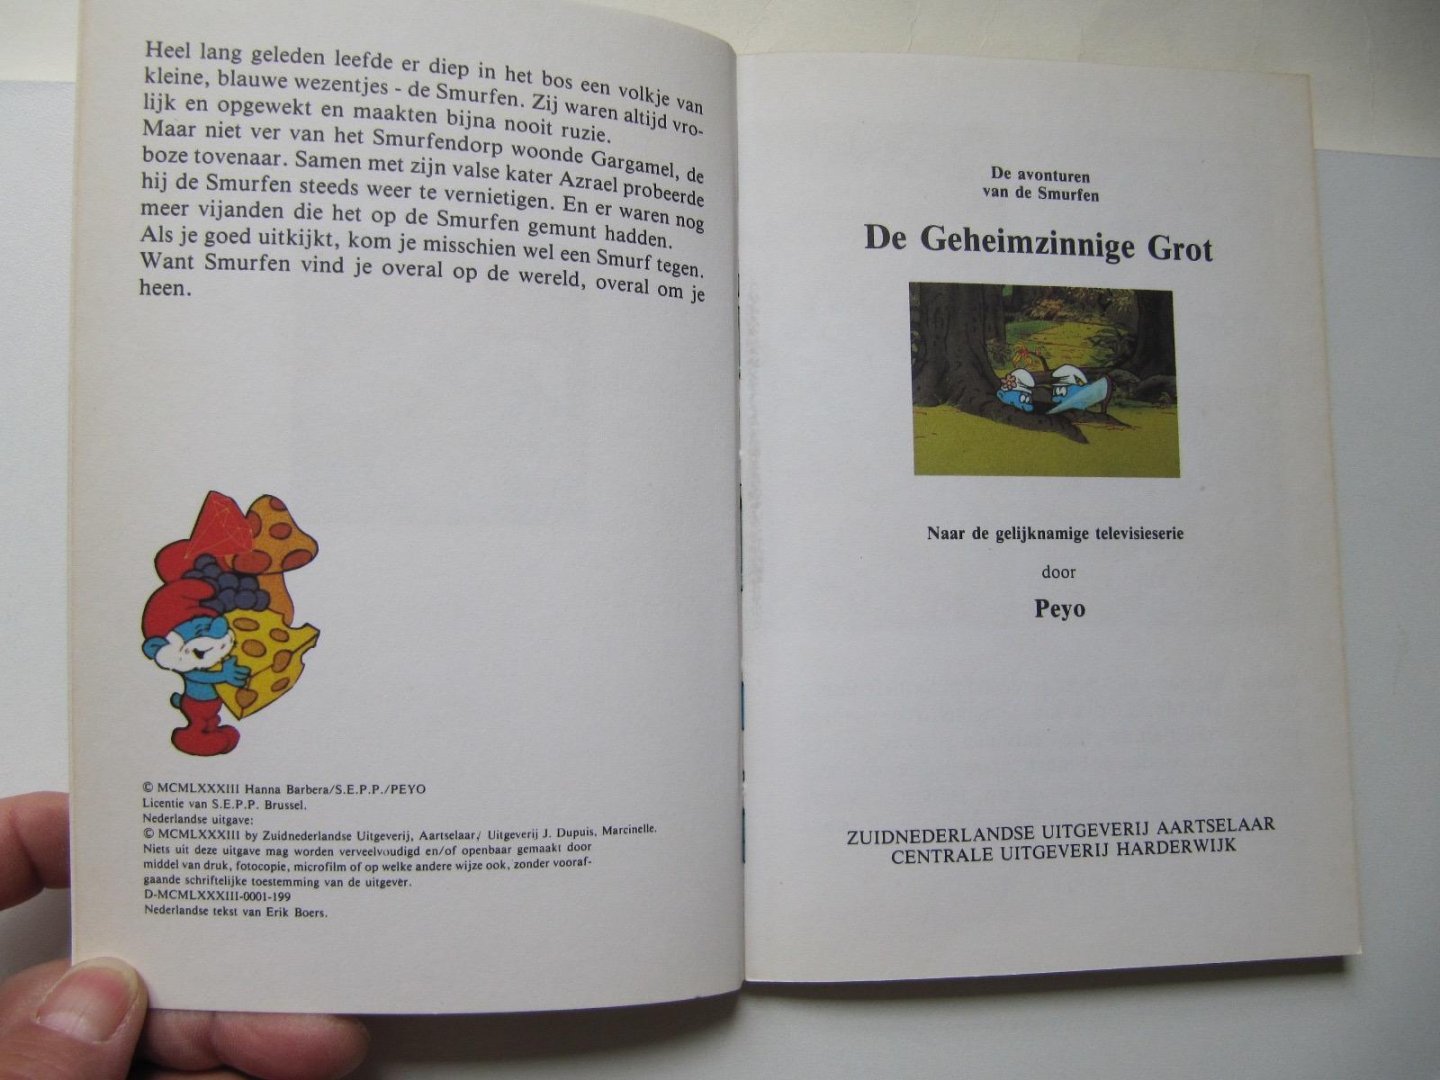 Heel lang geleden leefde er diep in het bos een volkje van
kleine, blauwe wezentjes - de Smurfen. Zij waren altijd vro-
lijk en opgewekt en maakten bijna nooit ruzie.
Maar niet ver van het Smurfendorp woonde Gargamel, de
boze tovenaar. Samen met zijn valse kater Azrael probeerde
hij de Smurfen steeds weer te vernietigen. En er waren nog
meer vijanden die het op de Smurfen gemunt hadden.
Als je goed uitkijkt, kom je misschien wel een Smurf tegen.
Want Smurfen vind je overal op de wereld, overal om je
heen.
© MCMLXXXIII Hanna Barbera/S.E.P.P./PEYO
Licentie van S.E.P.P. Brussel.
Nederlandse uitgave:
© MCMLXXXIII by Zuidnederlandse Uitgeverij, Aartselaar/ Uitgeverij J. Dupuis, Marcinelle.
Niets uit deze uitgave mag worden verveelvoudigd en/of openbaar gemaakt door
middel van druk, fotocopie, microfilm of op welke andere wijze ook, zonder vooraf-
gaande schriftelijke toestemming van de uitgever.
D-MCMLXXXIII-0001-199
Nederlandse tekst van Erik Boers.
De avonturen
van de Smurfen
De Geheimzinnige Grot
Naar de gelijknamige televisieserie
door
Peyo
ZUIDNEDERLANDSE UITGEVERIJ AARTSELAAR
CENTRALE UITGEVERIJ HARDERWIJK